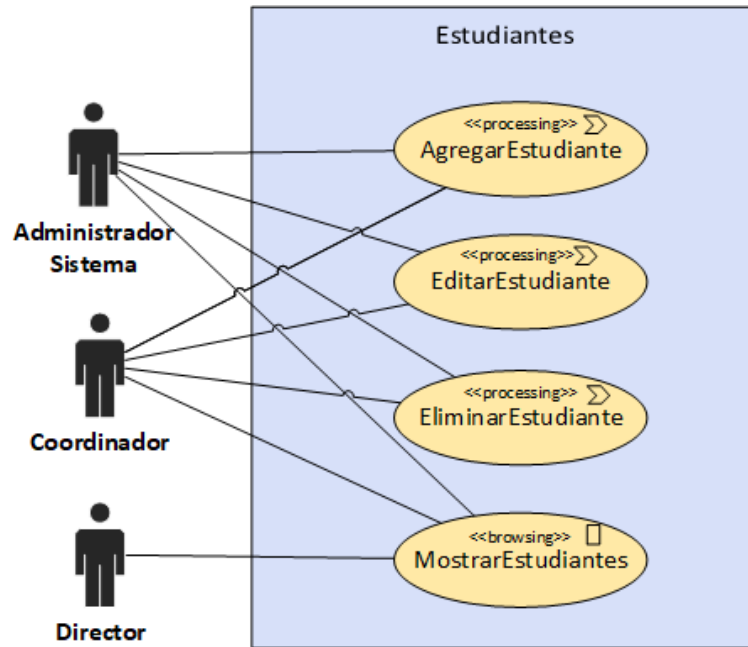 Estudiantes
<<processing>>
AgregarEstudiante
Administrador
Sistema
<<processing>>
EditarEstudiante
<<processing>>
EliminarEstudiante
Coordinador
<<browsing>>
MostrarEstudiantes
Director